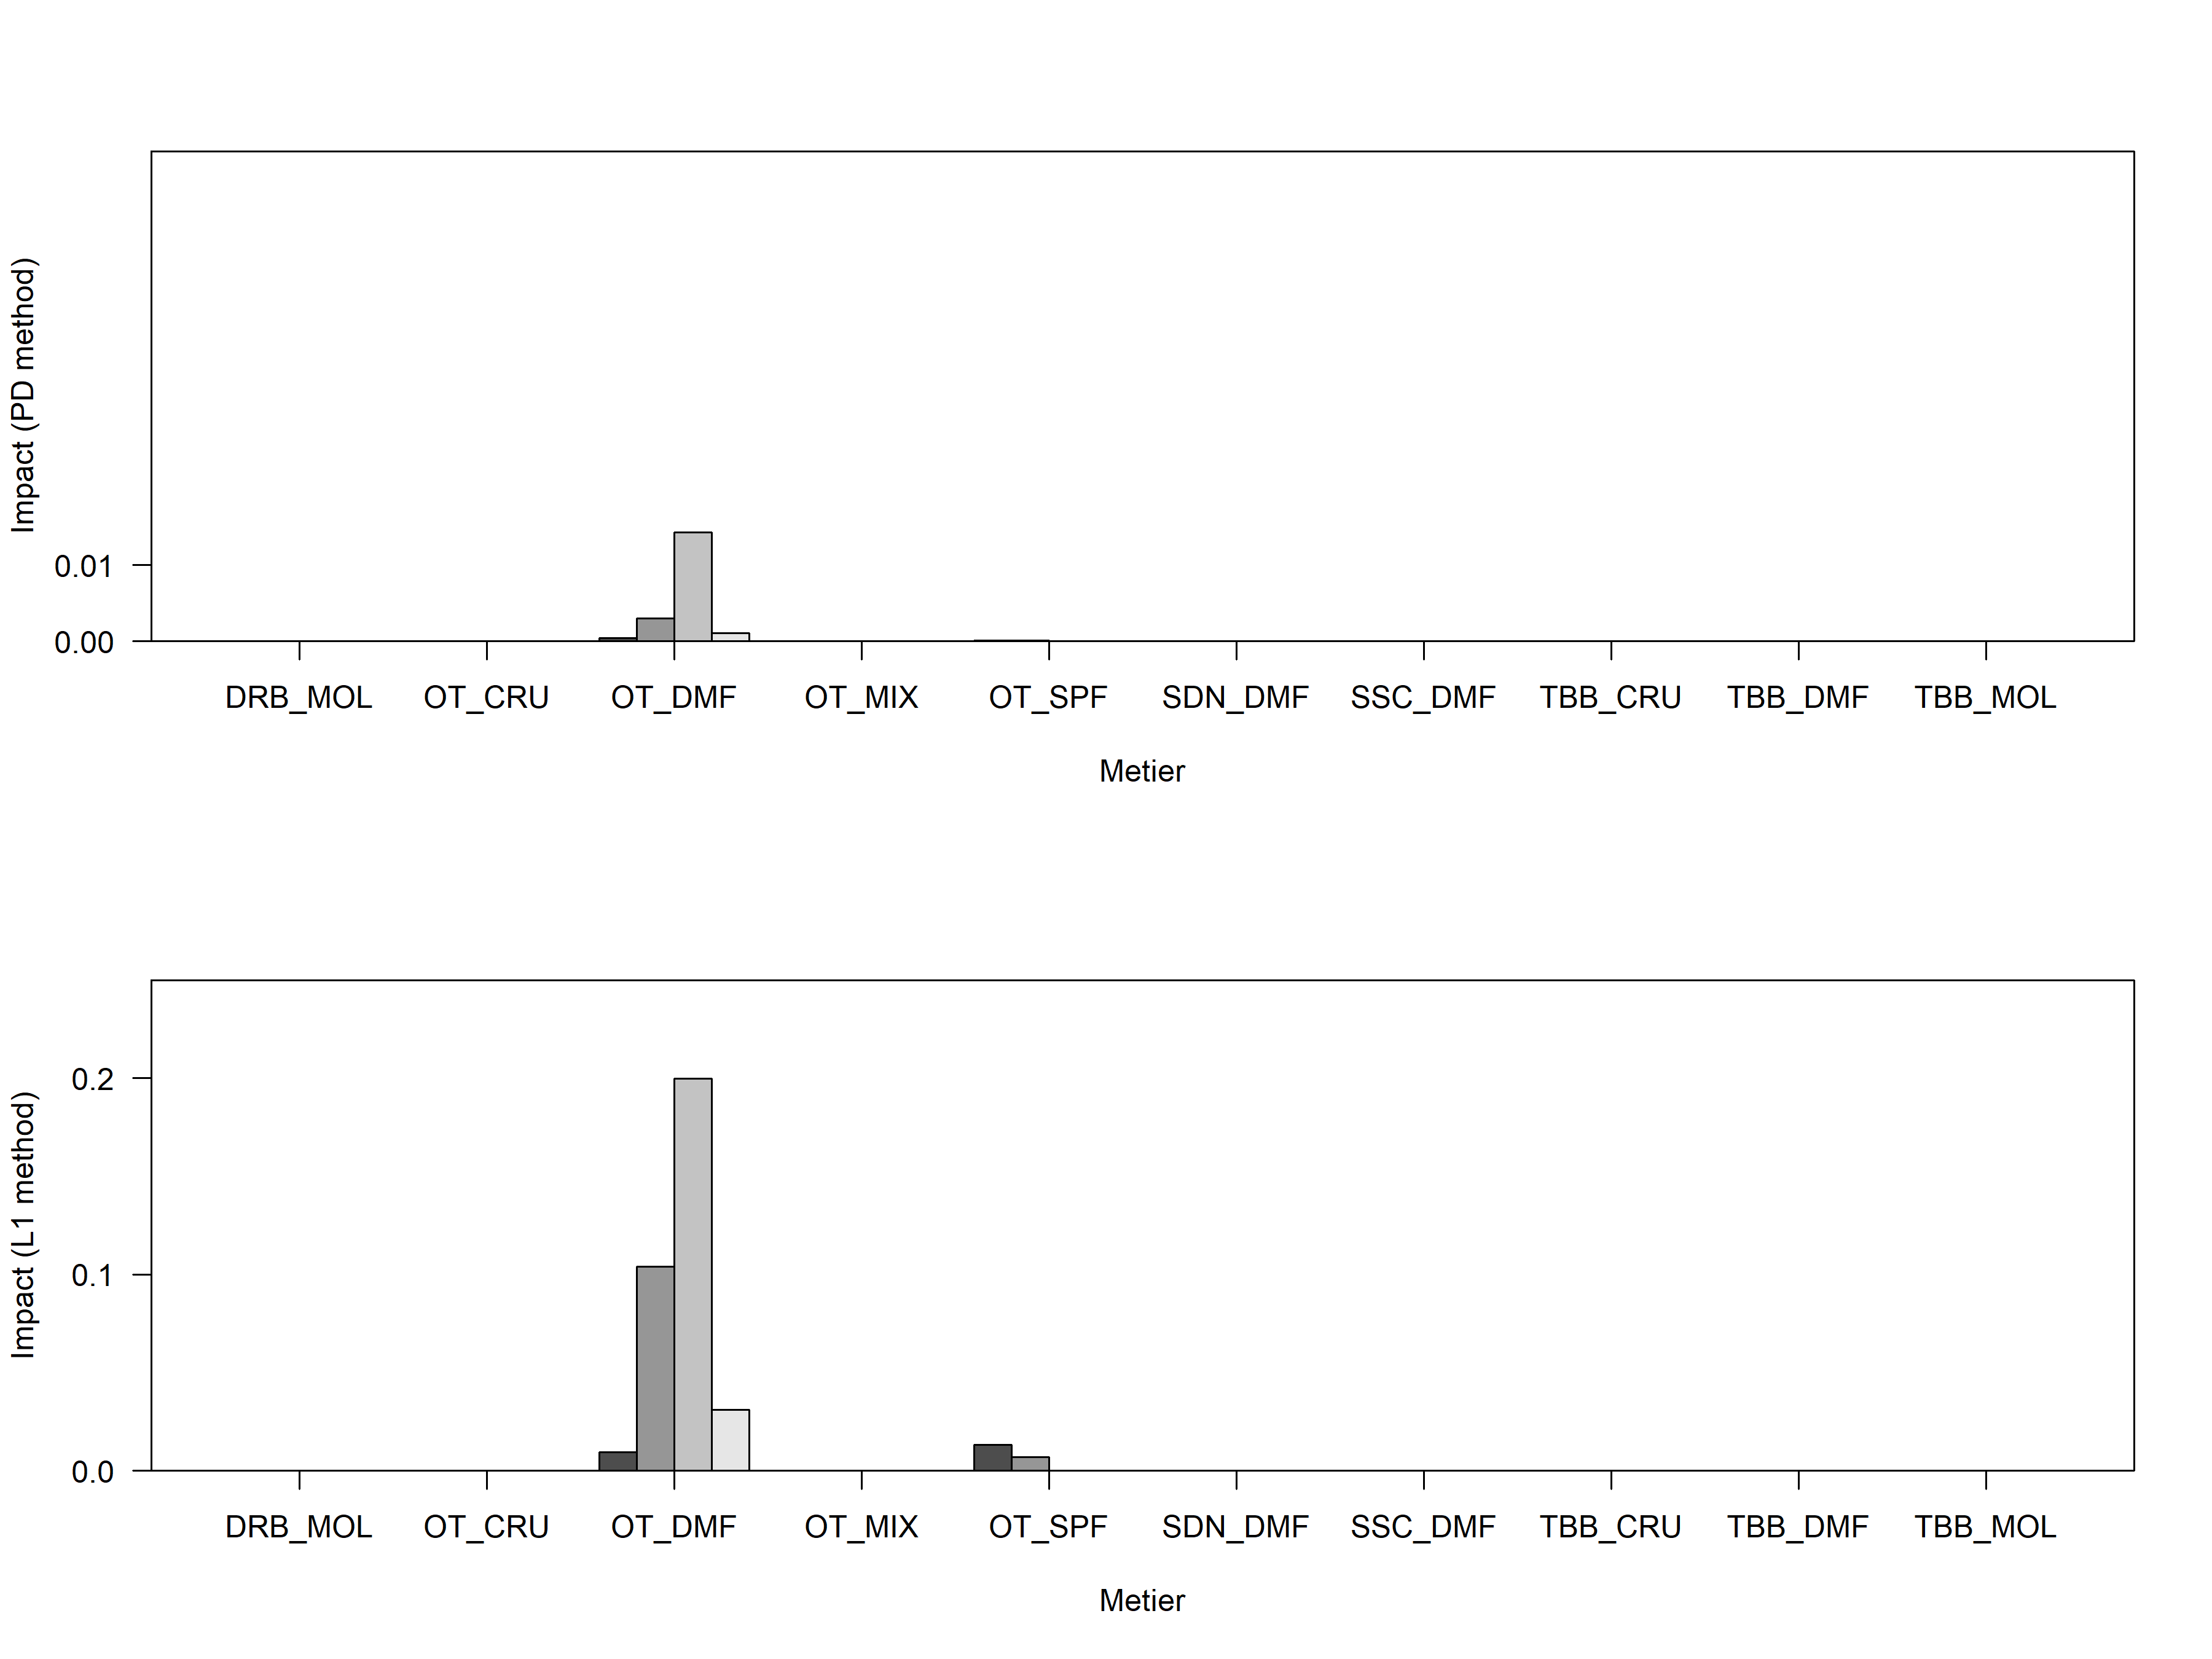 Impact (PD method)
0.01
0.00
DRB_MOL OT_CRU OT_DMF OT_MIX OT_SPF SDN_DMF SSC_DMF TBB_CRU TBB_DMF TBB_MOL
Metier
Impact (L1 method)
0.2
0.1
0.0
DRB_MOL OT_CRU OT_DMF OT_MIX OT_SPF SDN_DMF SSC_DMF TBB_CRU TBB_DMF TBB_MOL
Metier